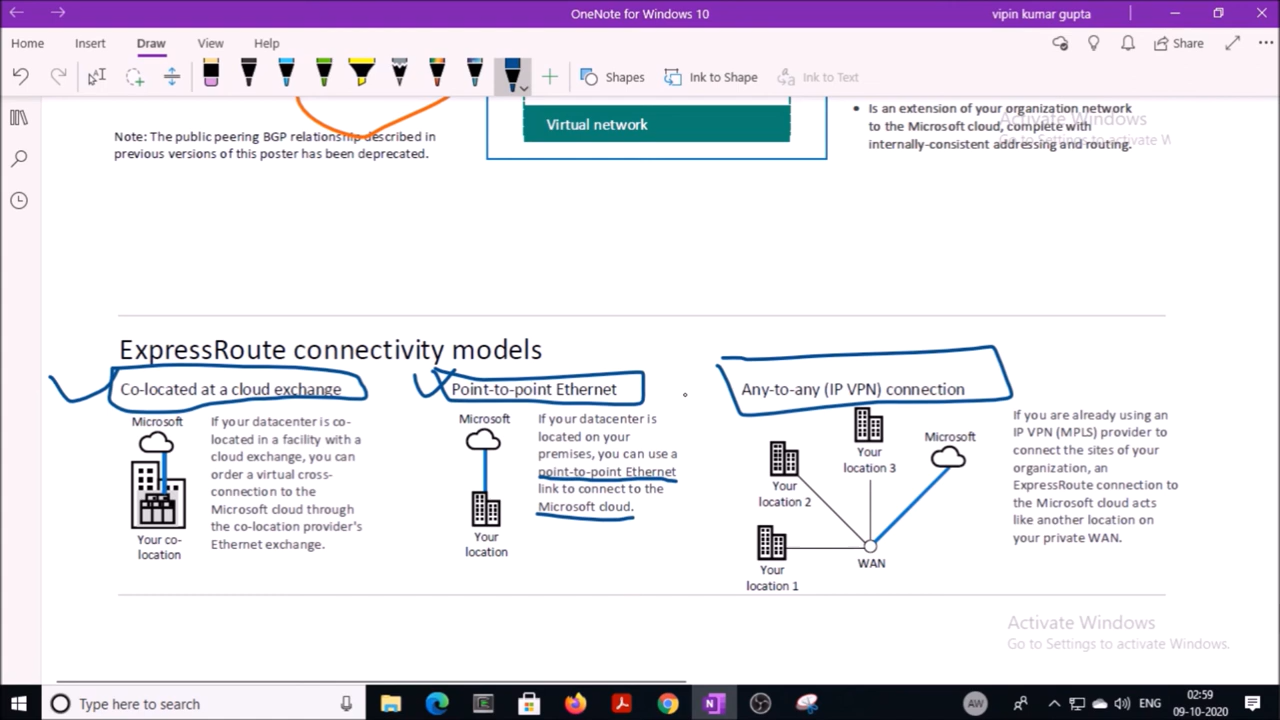 OneNote for Windows 10
vipin kumar gupta
Home Insert Draw View Help
Share
Shapes
Ink to Shape
Ink to Text
Note: The public peering BGP relationship described in
previous versions of this poster has been deprecated.
Virtual network
• Is an extension of your organization network
to the Microsoft cloud, complete with
internally-consistent addressing and routing.
Activate Windows
Go to Settings to activate W
ExpressRoute connectivity models
Co-located at a cloud exchange
Microsoft
Your co-
location
If your datacenter is co-
located in a facility with a
cloud exchange, you can
order a virtual cross-
connection to the
Microsoft cloud through
the co-location provider's
Ethernet exchange.
Point-to-point Ethernet
Microsoft
Your
location
If your datacenter is
located on your
premises, you can use a
point-to-point Ethernet
link to connect to the
Microsoft cloud.
Any-to-any (IP VPN) connection
Your
location 3
Microsoft
Your
location 2
Your
location 1
WAN
If you are already using an
IP VPN (MPLS) provider to
connect the sites of your
organization, an
ExpressRoute connection to
the Microsoft cloud acts
like another location on
your private WAN.
Activate Windows
Go to Settings to activate Windows.
Type here to search
AW
ENG
02:59
09-10-2020